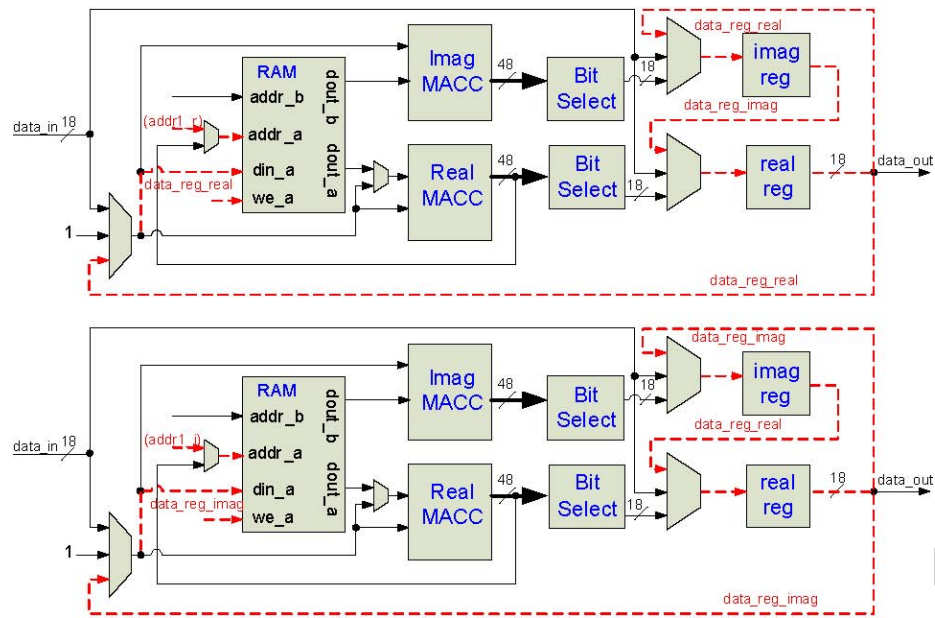 data_reg_real
RAM
Imag
MACC
48
Bit
Select
18
imag
reg
addr_b
dout_b
data_reg_imag
data_in
18
(addr1_r)
addr_a
din_a
dout_a
Real
MACC
48
Bit
Select
18
real
reg
18
data_out
data_reg_real
we_a
1
data_reg_real
data_reg_imag
RAM
Imag
MACC
48
Bit
Select
18
imag
reg
addr_b
dout_b
data_reg_real
data_in
18
(addr1_i)
addr_a
din_a
dout_a
Real
MACC
48
Bit
Select
18
real
reg
18
data_out
data_reg_imag
we_a
1
data_reg_imag